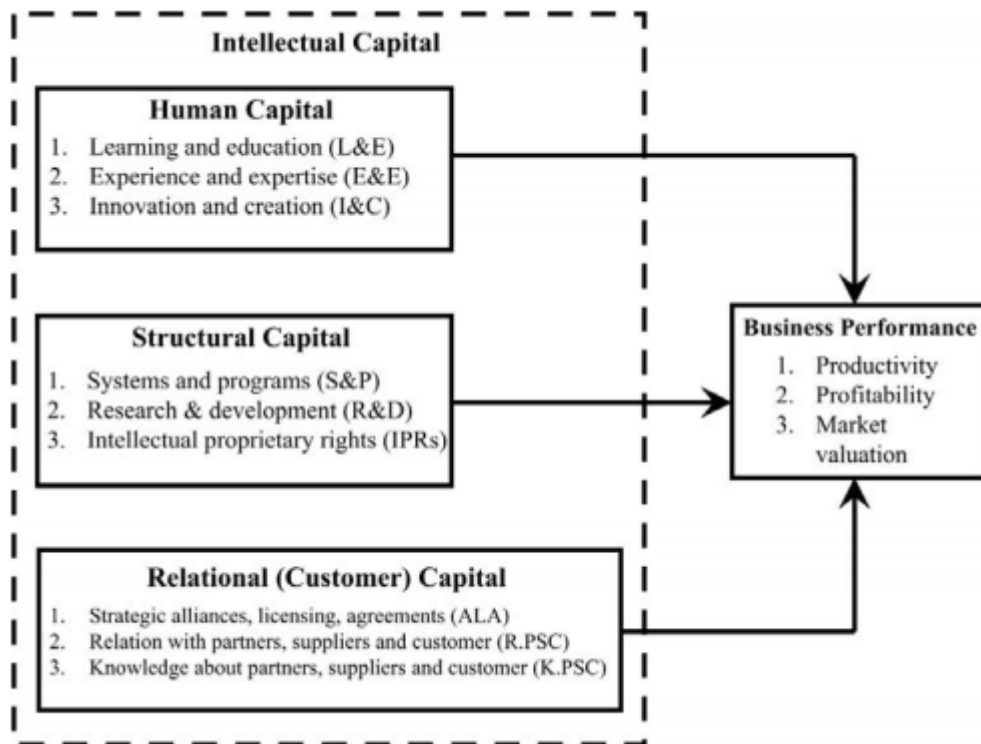 Intellectual Capital
Human Capital
1. Learning and education (L&E)
2. Experience and expertise (E&E)
3. Innovation and creation (I&C)
Structural Capital
1. Systems and programs (S&P)
2. Research & development (R&D)
3. Intellectual proprietary rights (IPRs)
Relational (Customer) Capital
1. Strategic alliances, licensing, agreements (ALA)
2. Relation with partners, suppliers and customer (R.PSC)
3. Knowledge about partners, suppliers and customer (K.PSC)
Business Performance
1. Productivity
2. Profitability
3. Market
valuation